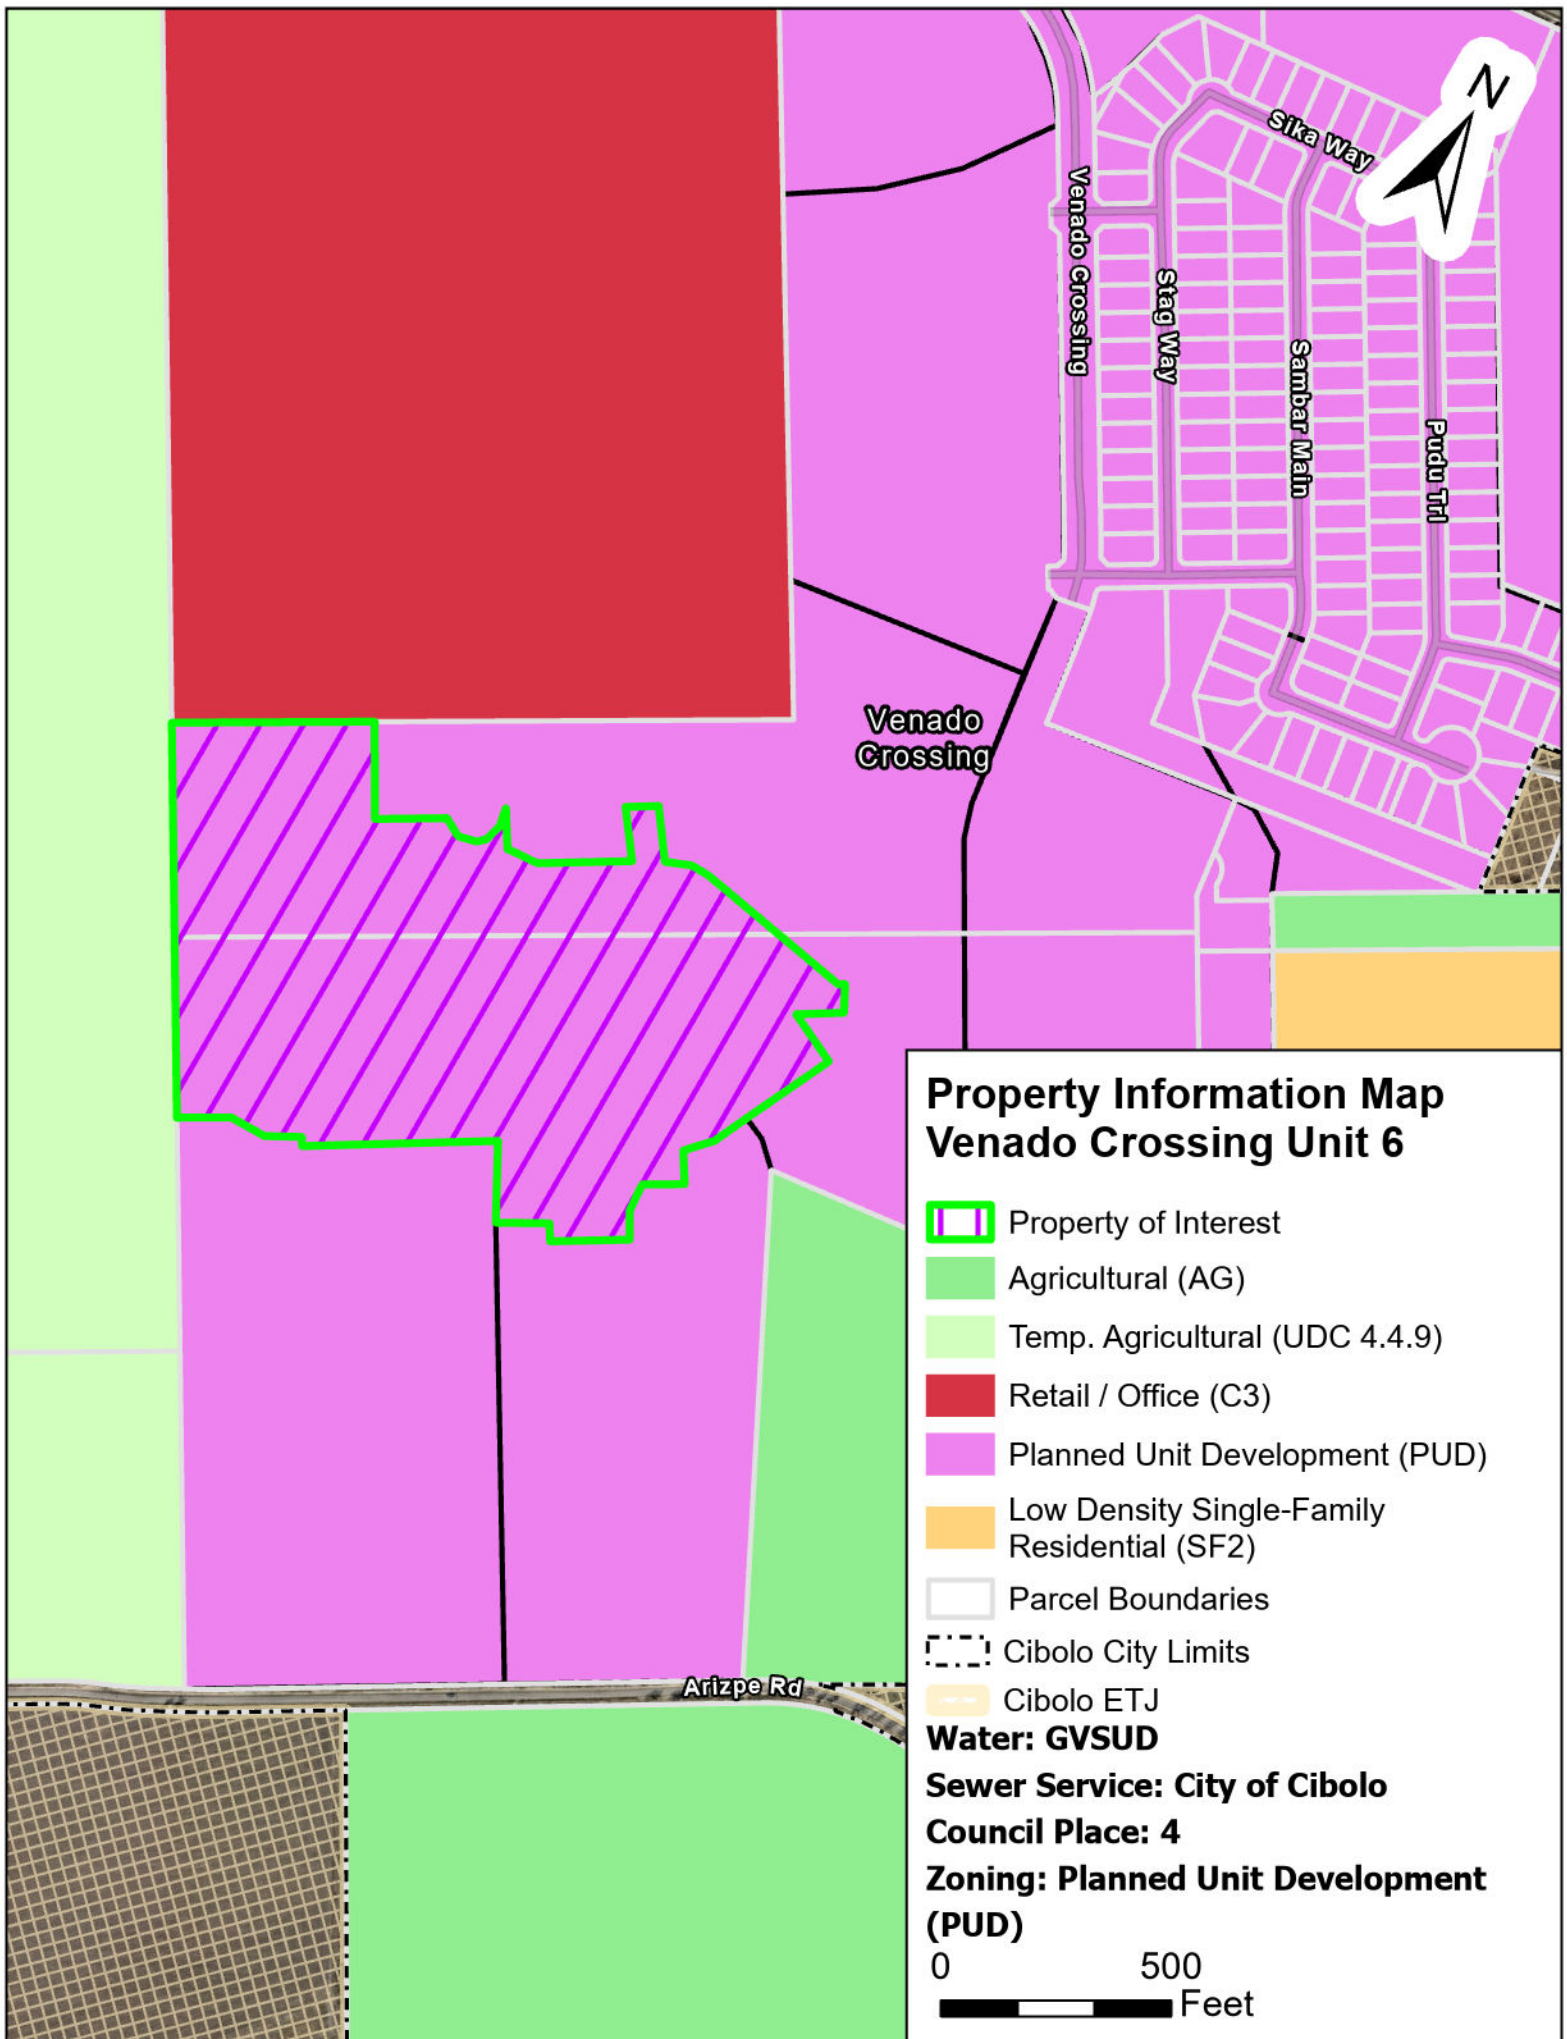 N
Sika Way
Venado Crossing
Stag Way
Sambar Main
Pudu Trl
Venado
Crossing
Property Information Map
Venado Crossing Unit 6
Property of Interest
Agricultural (AG)
Temp. Agricultural (UDC 4.4.9)
Retail / Office (C3)
Planned Unit Development (PUD)
Low Density Single-Family
Residential (SF2)
Parcel Boundaries
Arizpe Rd
Cibolo City Limits
Cibolo ETJ
Water: GVSUD
Sewer Service: City of Cibolo
Council Place: 4
Zoning: Planned Unit Development
(PUD)
0 500
Feet